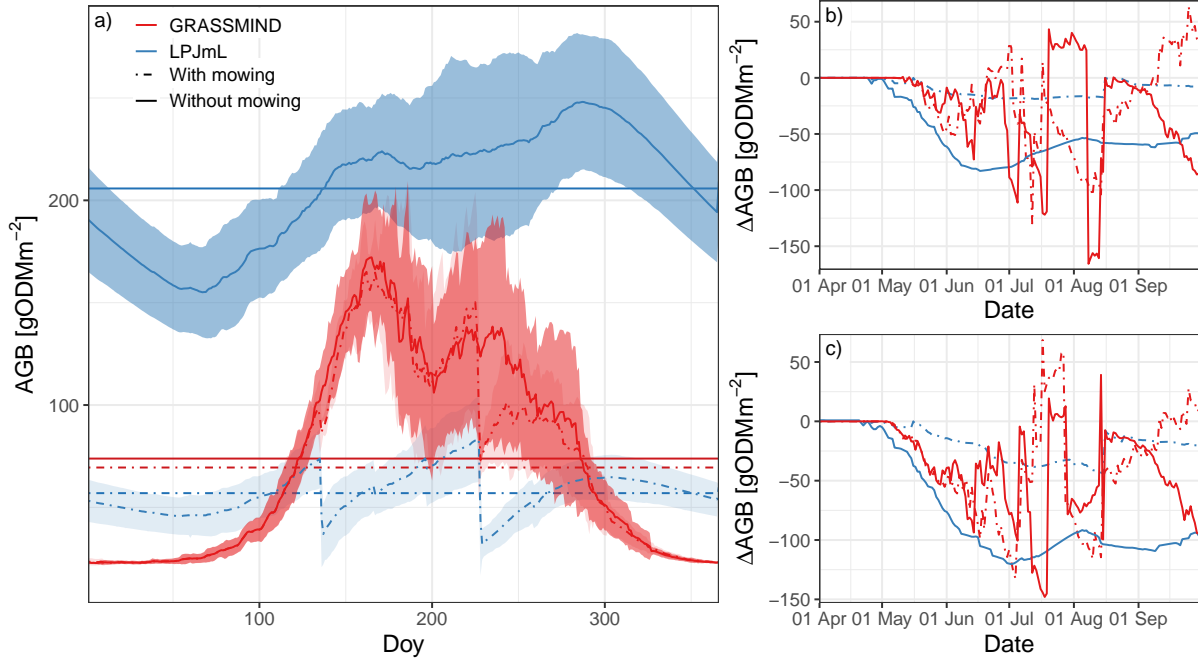 a)
GRASSMIND
LPJmL
With mowing
Without mowing
AGB [gODMm−2]
200
100
100
200
300
Doy
b)
ΔAGB [gODMm−2]
50
0
−50
−100
−150
01 Apr
01 May
01 Jun
01 Jul
01 Aug
01 Sep
Date
c)
ΔAGB [gODMm−2]
50
0
−50
−100
−150
01 Apr
01 May
01 Jun
01 Jul
01 Aug
01 Sep
Date